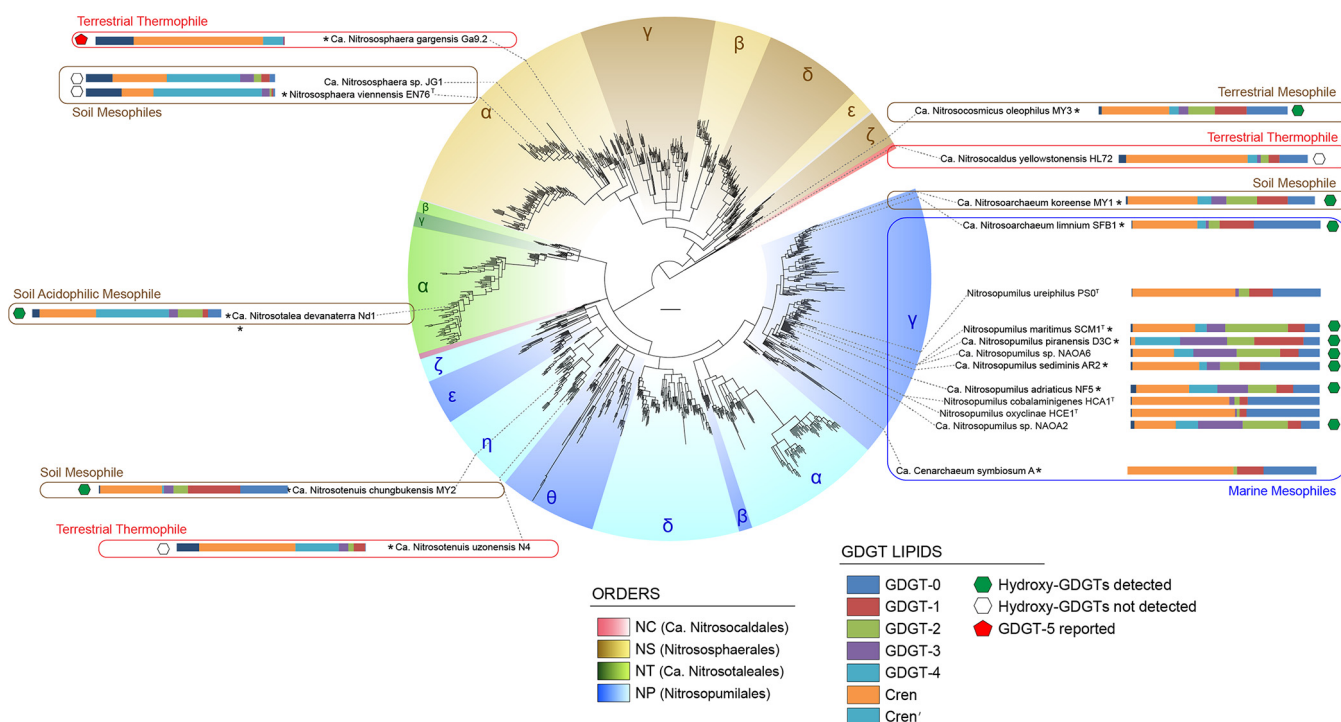 Terrestrial Thermophile
* Ca. Nitrososphaera gargensis Ga9.2
Ca. Nitrososphaera sp. JG1
* Nitrososphaera viennensis EN76ᵀ
Soil Mesophiles
Soil Acidophilic Mesophile
*Ca. Nitrosotalea devanaterra Nd1
*
Soil Mesophile
*Ca. Nitrosotenuis chungbukensis MY2
Terrestrial Thermophile
*Ca. Nitrosotenuis uzonensis N4
α
γ
β
δ
ε
ζ
β
γ
α
ζ
ε
η
θ
δ
β
α
γ
Terrestrial Mesophile
Ca. Nitrosocosmicus oleophilus MY3 *
Terrestrial Thermophile
Ca. Nitrosocaldus yellowstonensis HL72
Soil Mesophile
Ca. Nitrosoarchaeum koreense MY1 *
Ca. Nitrosoarchaeum limnium SFB1 *
Nitrosopumilus ureiphilus PS0ᵀ
Nitrosopumilus maritimus SCM1ᵀ *
Ca. Nitrosopumilus piranensis D3C *
Ca. Nitrosopumilus sp. NAOA6
Ca. Nitrosopumilus sediminis AR2 *
Ca. Nitrosopumilus adriaticus NF5 *
Nitrosopumilus cobalaminigenes HCA1ᵀ
Nitrosopumilus oxyclinae HCE1ᵀ
Ca. Nitrosopumilus sp. NAOA2
Ca. Cenarchaeum symbiosum A *
Marine Mesophiles
ORDERS
NC (Ca. Nitrosocaldales)
NS (Nitrososphaerales)
NT (Ca. Nitrosotaleales)
NP (Nitrosopumilales)
GDGT LIPIDS
GDGT-0
GDGT-1
GDGT-2
GDGT-3
GDGT-4
Cren
Cren′
Hydroxy-GDGTs detected
Hydroxy-GDGTs not detected
GDGT-5 reported